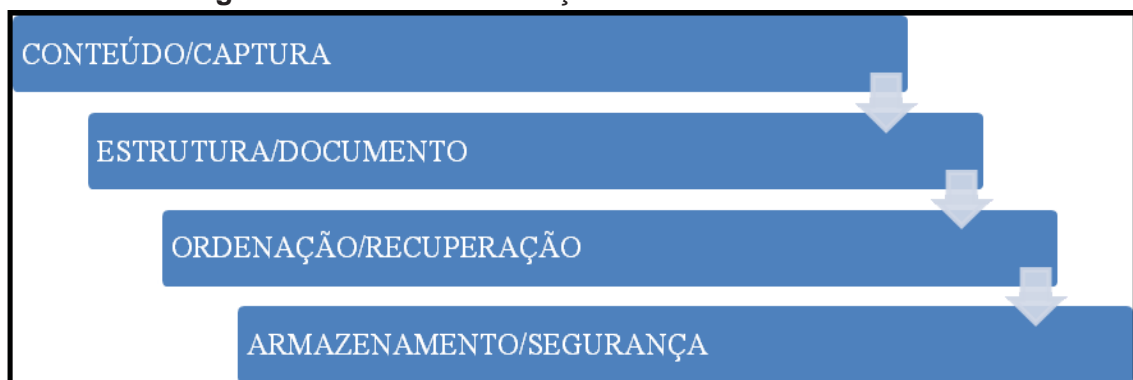 CONTEÚDO/CAPTURA
ESTRUTURA/DOCUMENTO
ORDENAÇÃO/RECUPERAÇÃO
ARMAZENAMENTO/SEGURANÇA